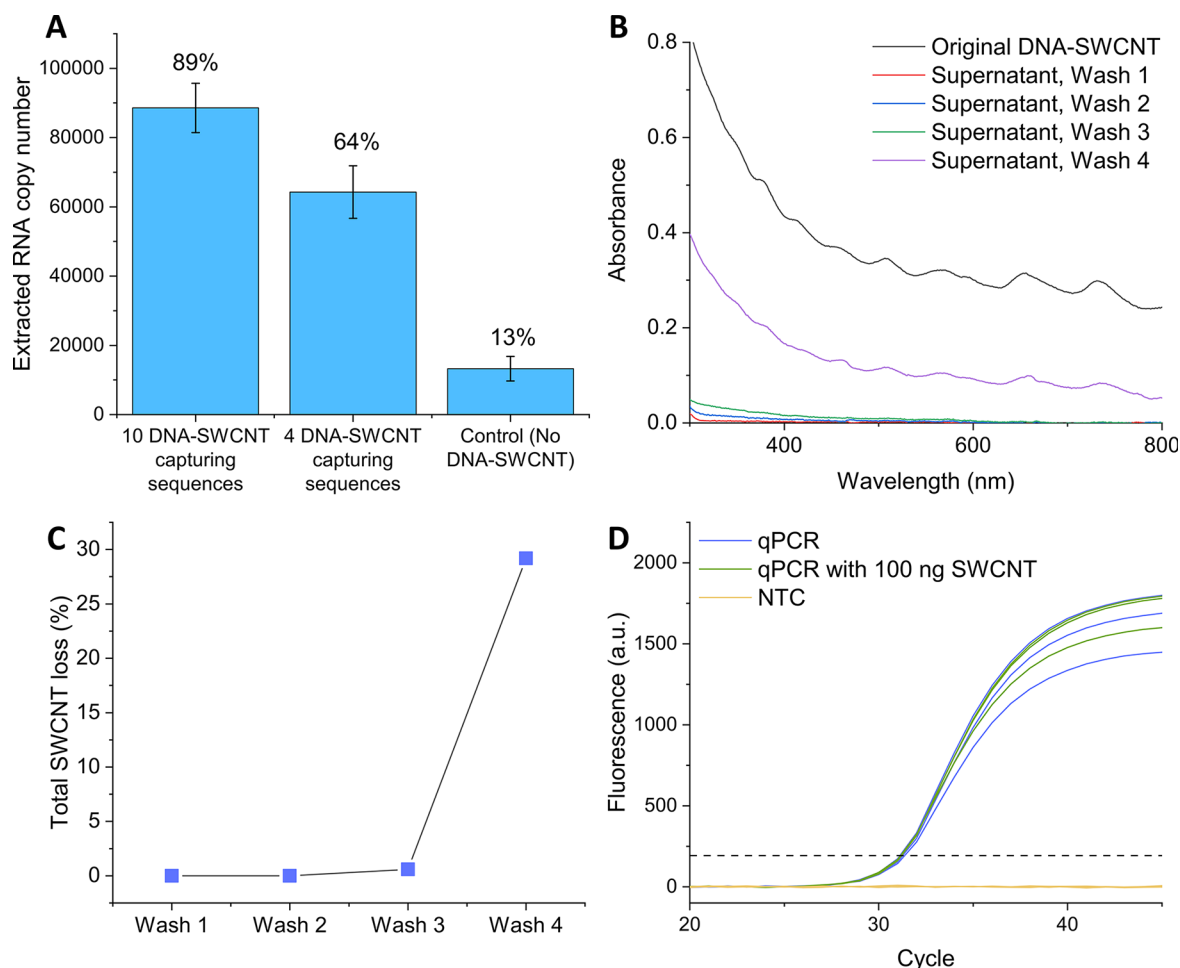 A
Extracted RNA copy number
100000
80000
60000
40000
20000
0
89%
64%
13%
10 DNA-SWCNT
capturing
sequences
4 DNA-SWCNT
capturing
sequences
Control (No
DNA-SWCNT)
B
Absorbance
0.8
0.6
0.4
0.2
0.0
Original DNA-SWCNT
Supernatant, Wash 1
Supernatant, Wash 2
Supernatant, Wash 3
Supernatant, Wash 4
400
600
800
Wavelength (nm)
C
Total SWCNT loss (%)
30
25
20
15
10
5
0
Wash 1
Wash 2
Wash 3
Wash 4
D
Fluorescence (a.u.)
2000
1500
1000
500
0
qPCR
qPCR with 100 ng SWCNT
NTC
20
30
40
Cycle